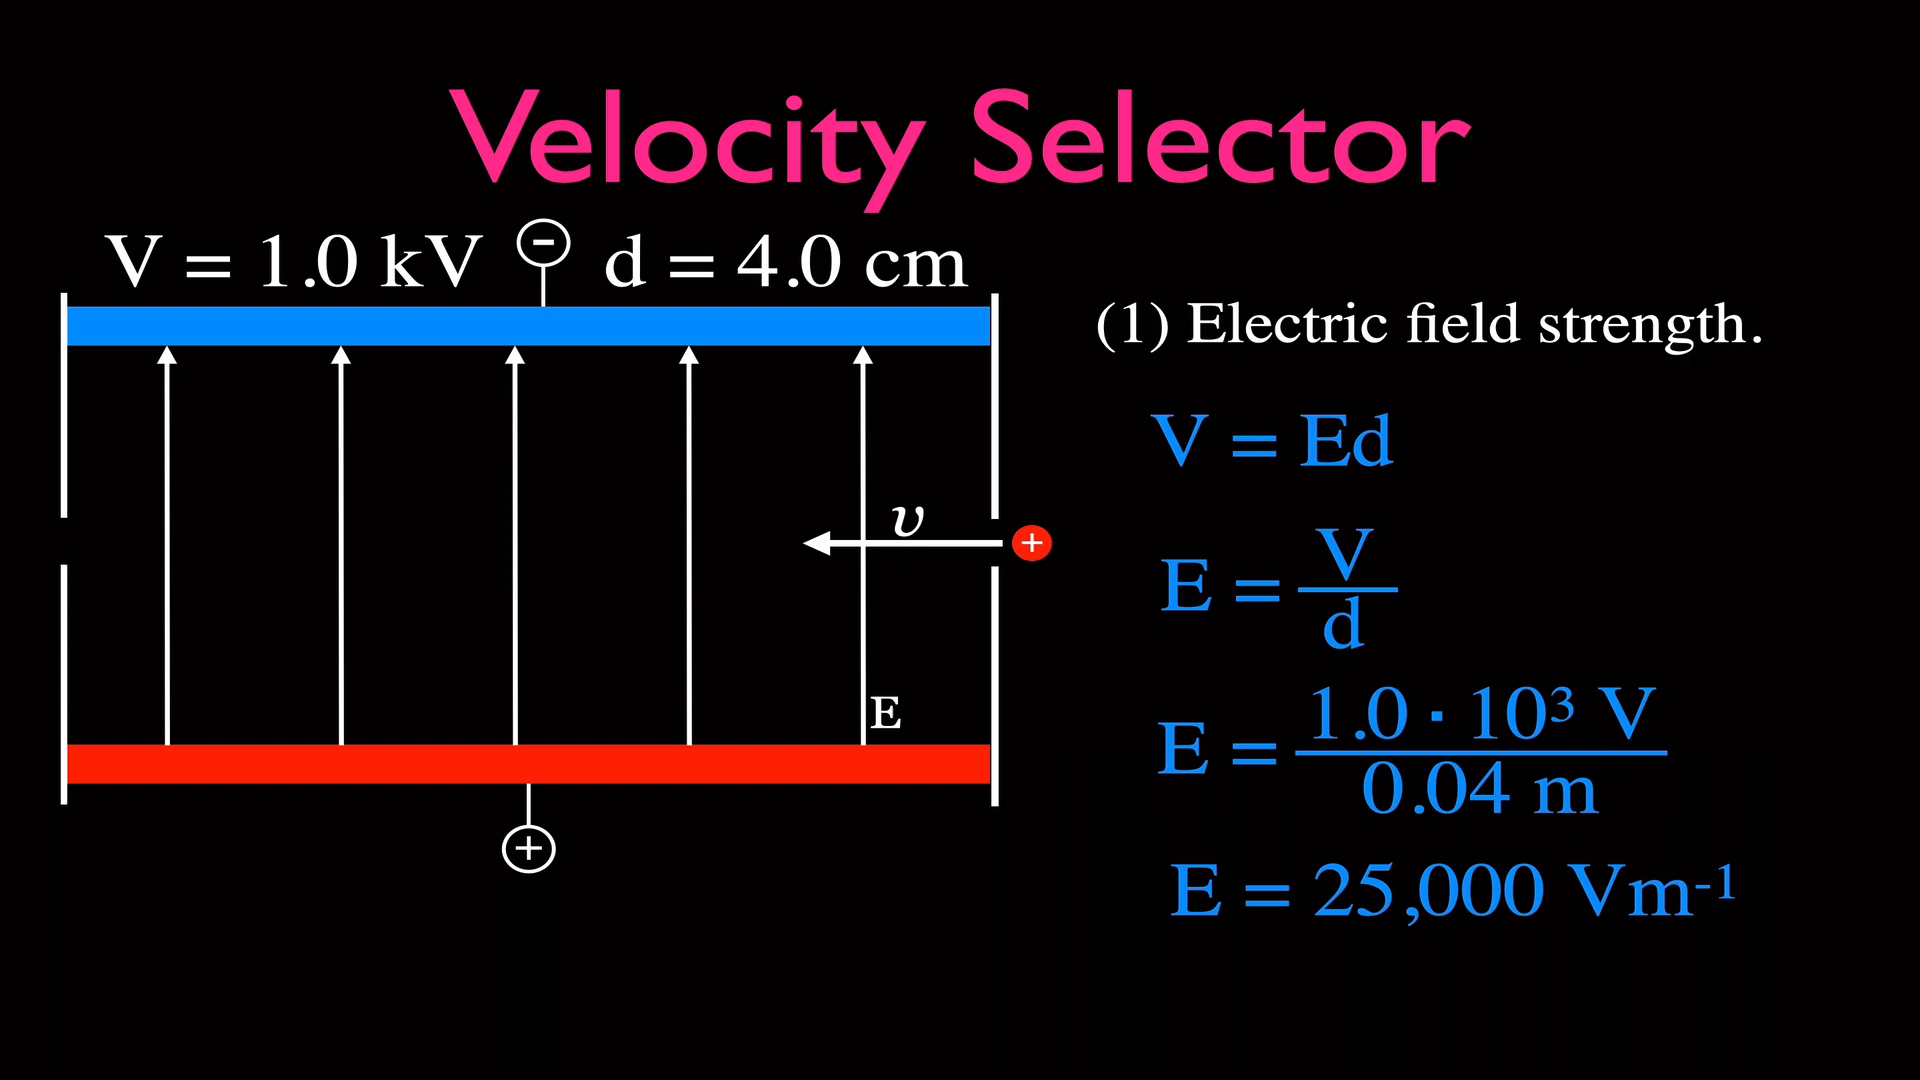 Velocity Selector
V = 1.0 kV - d = 4.0 cm
(1) Electric field strength.
V = Ed
υ
+
E = V/d
E
E = 1.0 · 10³ V / 0.04 m
+
E = 25,000 Vm⁻¹